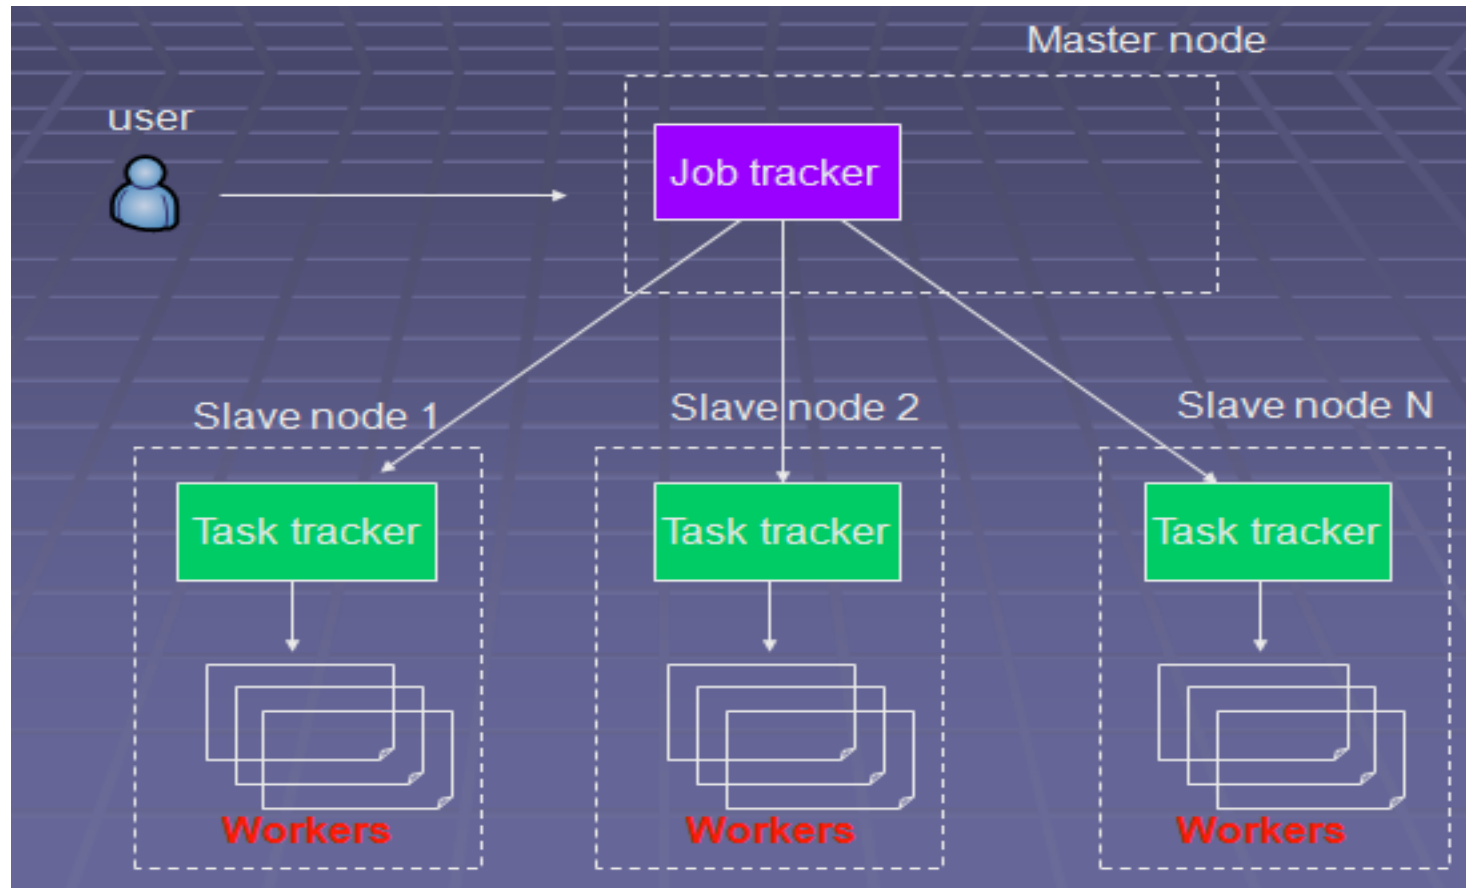 Master node
user
Job tracker
Slave node 1
Slave node 2
Slave node N
Task tracker
Task tracker
Task tracker
Workers
Workers
Workers